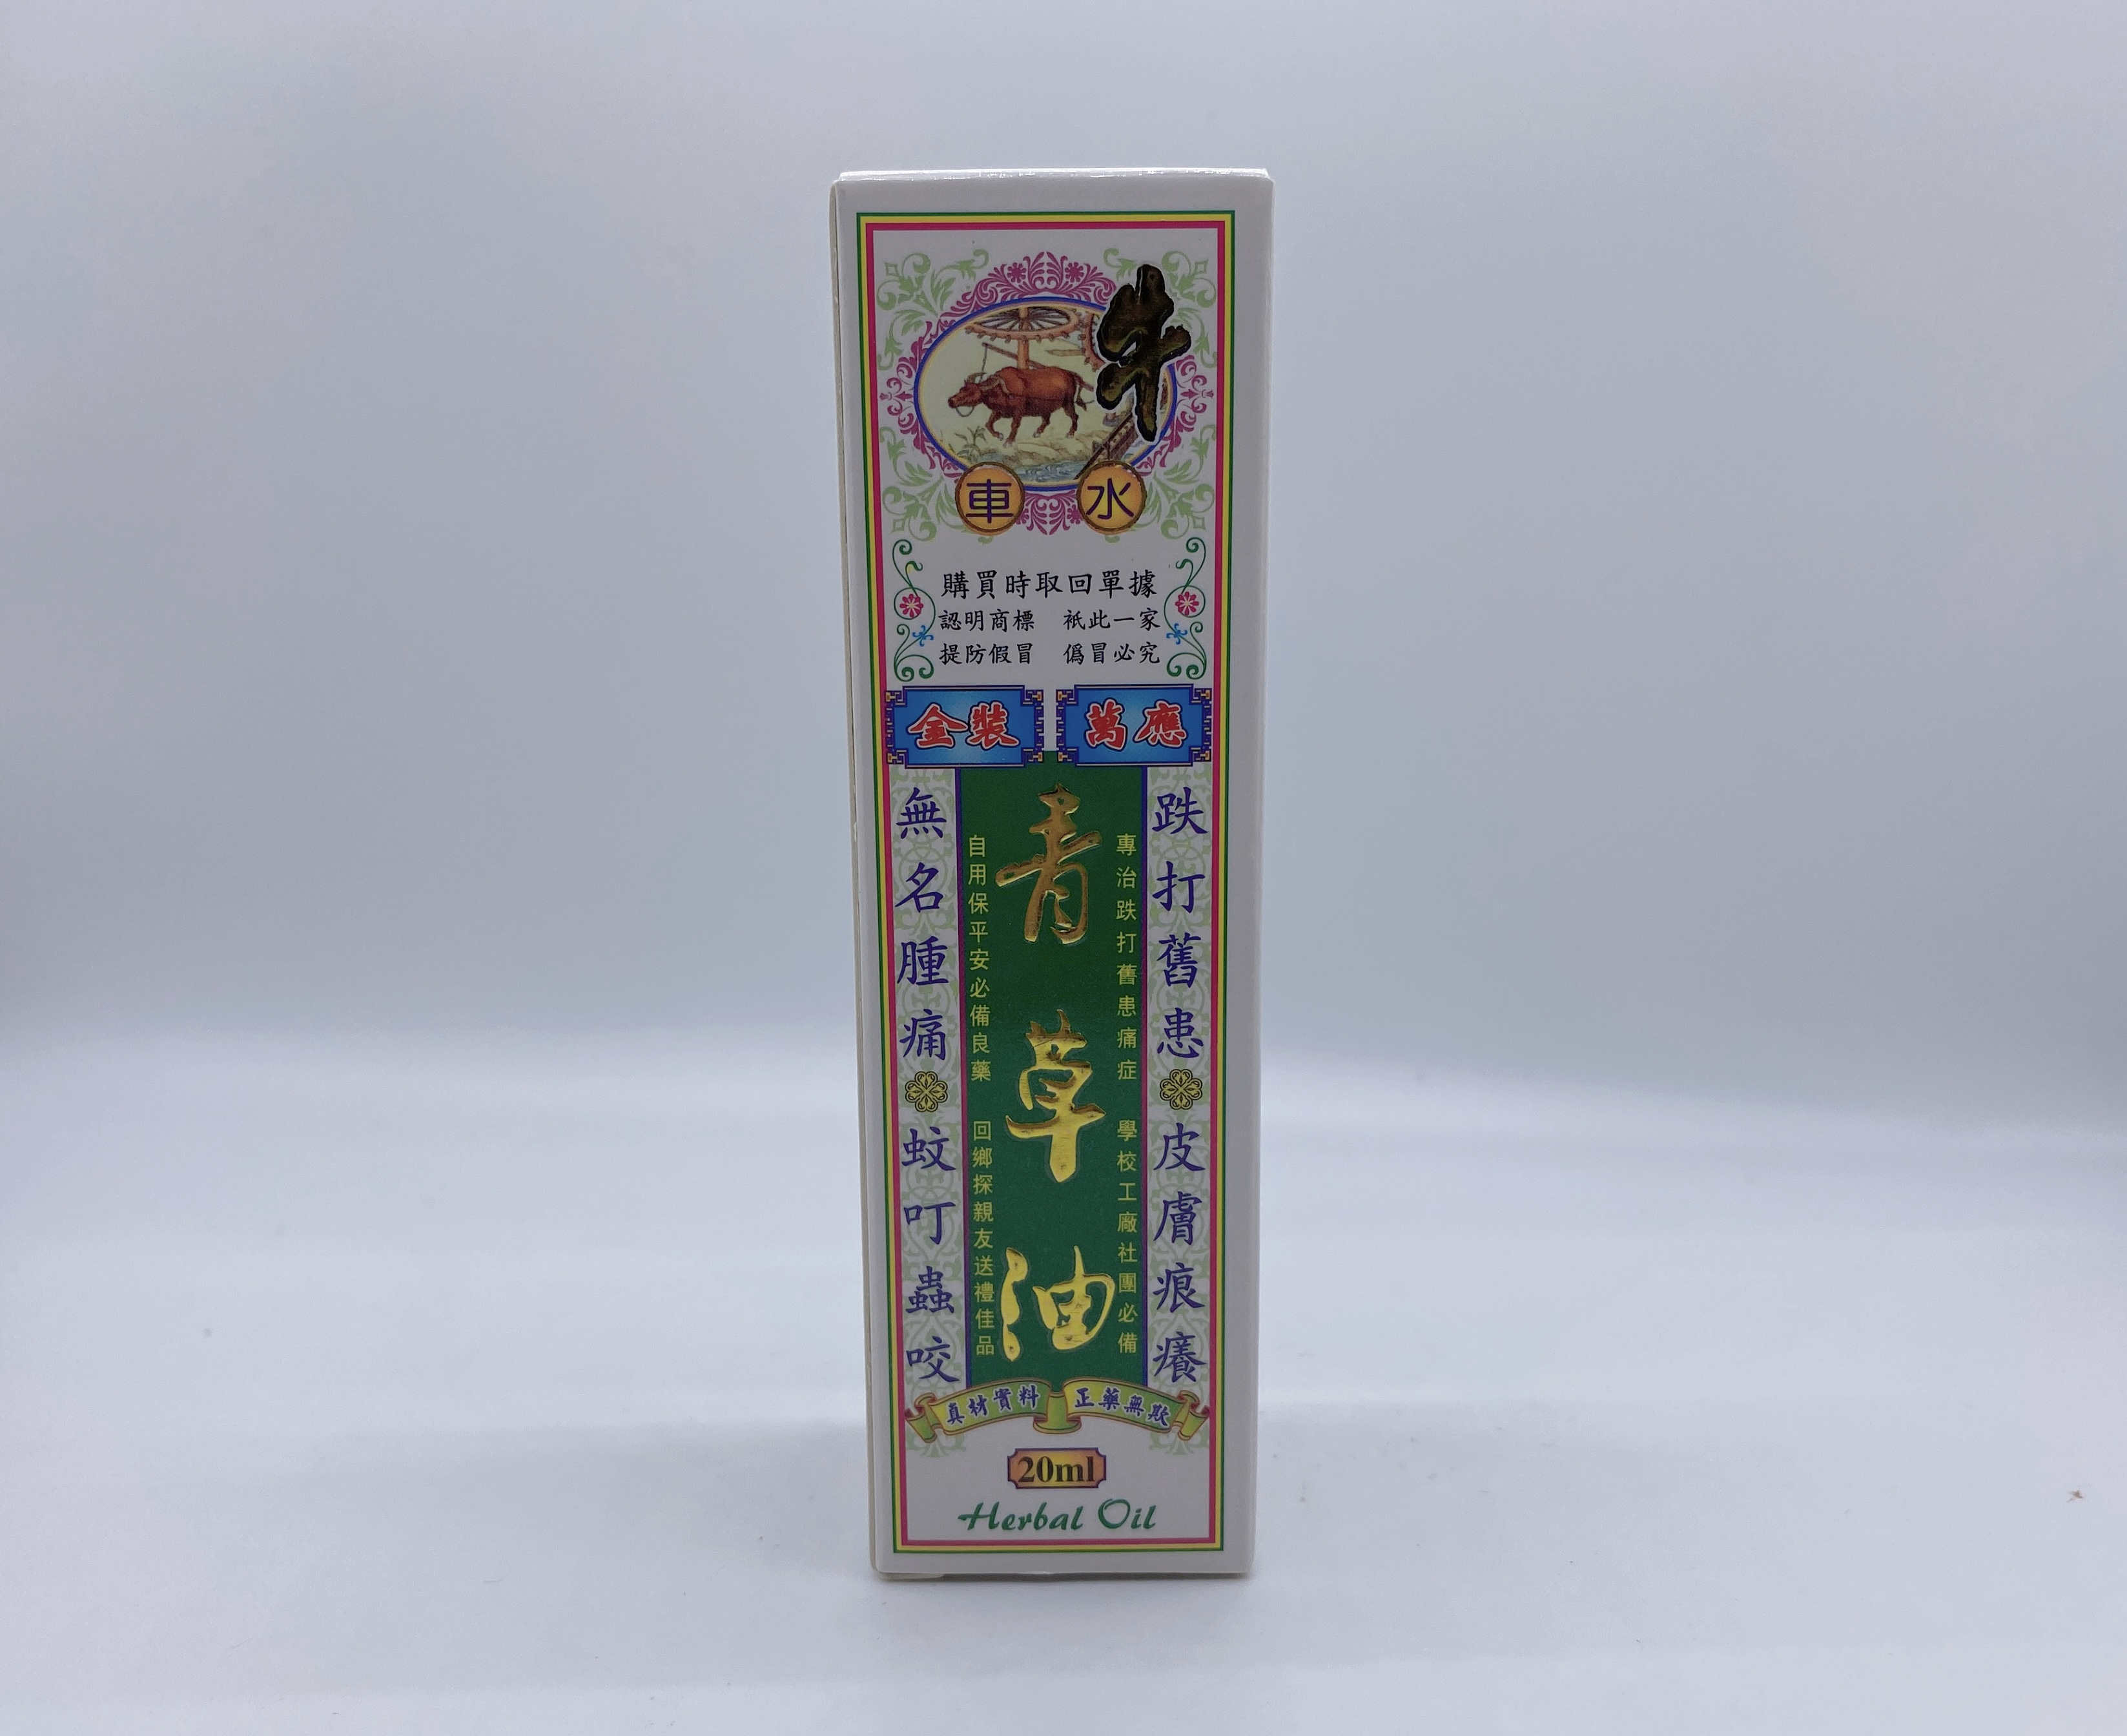 牛
車 水
購買時取回單據
認明商標 祇此一家
提防假冒 偽冒必究
金裝 萬應
跌打舊患 皮膚痕癢
專治跌打舊患痛症 學校工廠社團必備
青草油
自用保平安必備良藥 回鄉探親友送禮佳品
無名腫痛 蚊叮蟲咬
真材實料 正藥無欺
20ml
Herbal Oil